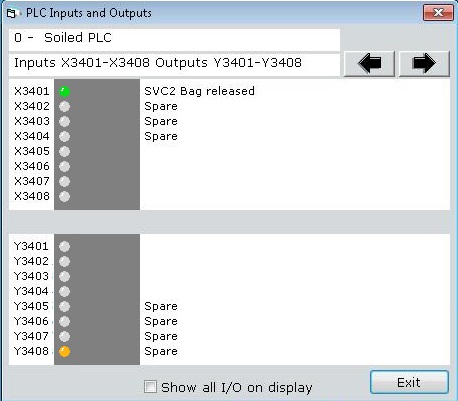 PLC Inputs and Outputs
0 - Soiled PLC
Inputs X3401-X3408 Outputs Y3401-Y3408
X3401 SVC2 Bag released
X3402 Spare
X3403 Spare
X3404 Spare
X3405
X3406
X3407
X3408
Y3401
Y3402
Y3403
Y3404
Y3405 Spare
Y3406 Spare
Y3407 Spare
Y3408 Spare
Show all I/O on display
Exit